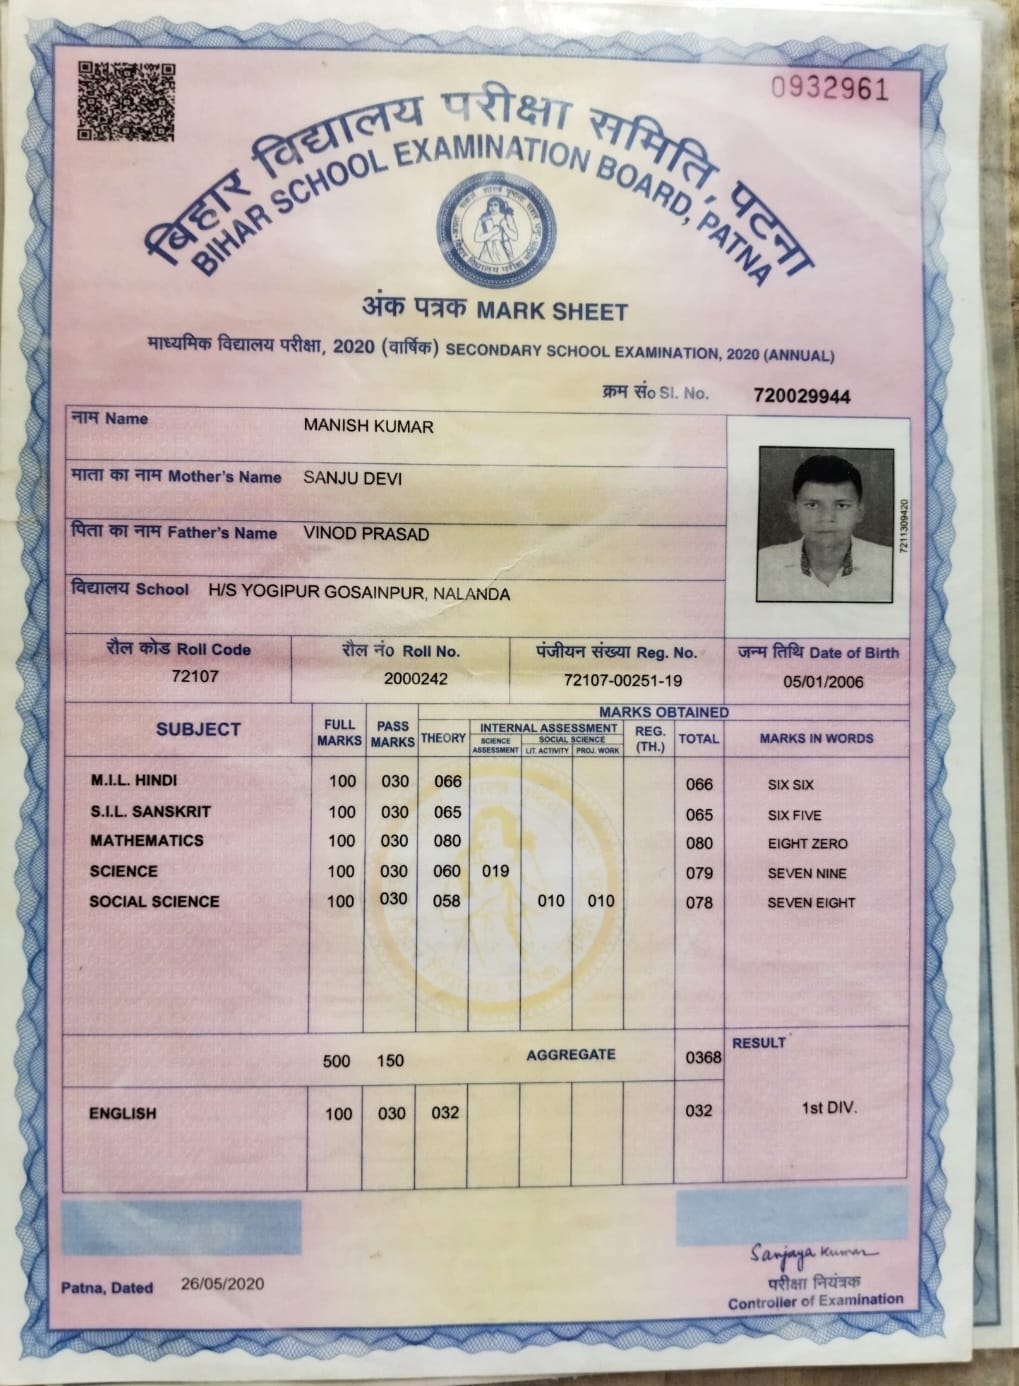 0932961
बिहार विद्यालय परीक्षा समिति, पटना
BIHAR SCHOOL EXAMINATION BOARD, PATNA
अंक पत्रक MARK SHEET
माध्यमिक विद्यालय परीक्षा, 2020 (वार्षिक) SECONDARY SCHOOL EXAMINATION, 2020 (ANNUAL)
क्रम सं० Sl. No. 720029944
नाम Name MANISH KUMAR
माता का नाम Mother's Name SANJU DEVI
पिता का नाम Father's Name VINOD PRASAD
7211309420
विद्यालय School H/S YOGIPUR GOSAINPUR, NALANDA
रौल कोड Roll Code रौल नं० Roll No. पंजीयन संख्या Reg. No. जन्म तिथि Date of Birth
72107 2000242 72107-00251-19 05/01/2006
MARKS OBTAINED
SUBJECT FULL MARKS PASS MARKS THEORY INTERNAL ASSESSMENT REG. (TH.) TOTAL MARKS IN WORDS
SCIENCE ASSESSMENT SOCIAL SCIENCE
LIT. ACTIVITY PROJ. WORK
M.I.L. HINDI 100 030 066 066 SIX SIX
S.I.L. SANSKRIT 100 030 065 065 SIX FIVE
MATHEMATICS 100 030 080 080 EIGHT ZERO
SCIENCE 100 030 060 019 079 SEVEN NINE
SOCIAL SCIENCE 100 030 058 010 010 078 SEVEN EIGHT
500 150 AGGREGATE 0368 RESULT
ENGLISH 100 030 032 032 1st DIV.
Sanjaya Kumar
Patna, Dated 26/05/2020
परीक्षा नियंत्रक
Controller of Examination